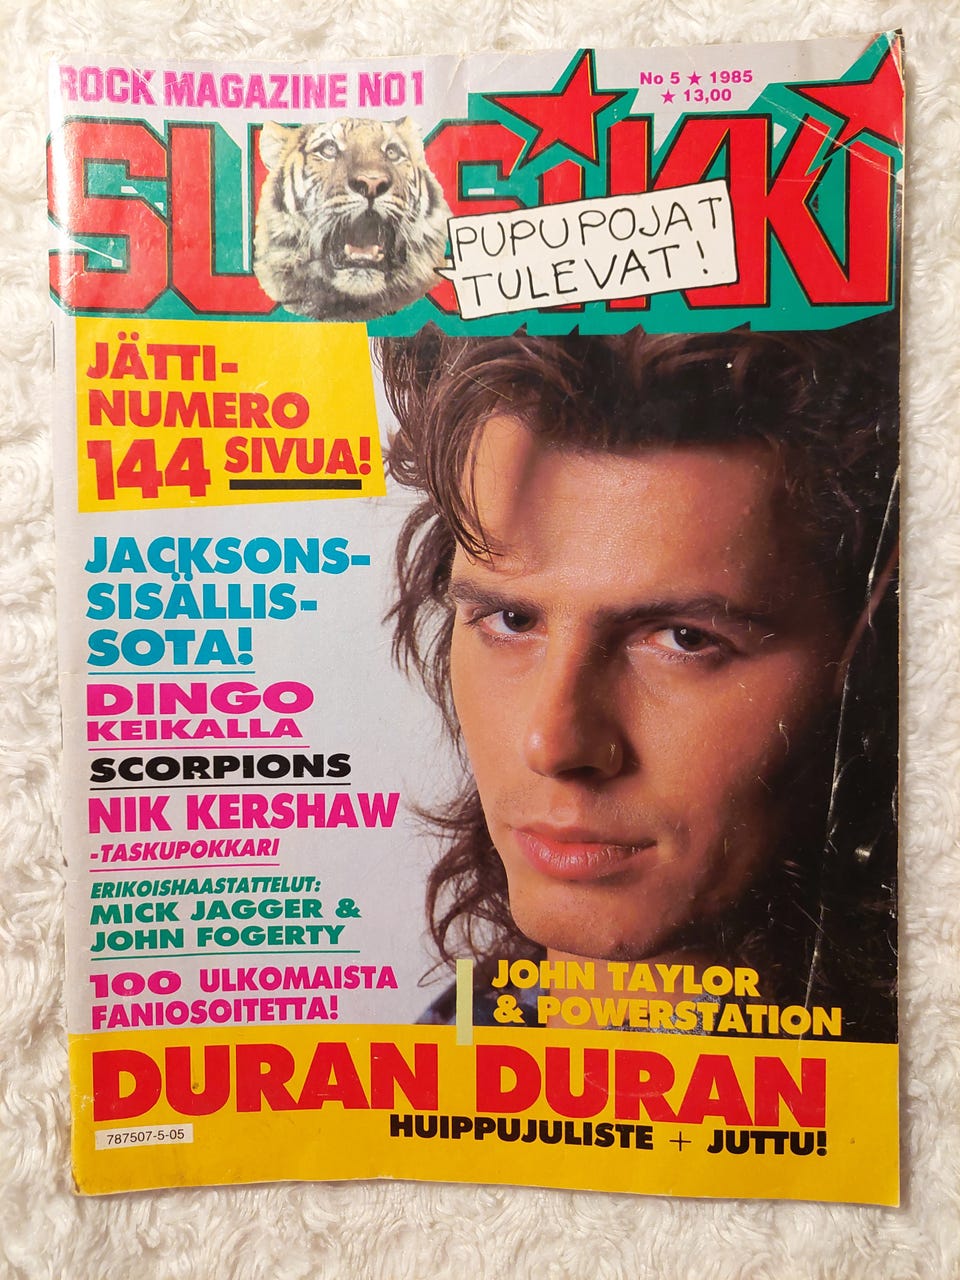 ROCK MAGAZINE NO1
No 5 ★ 1985
★ 13,00
SUOSIKKI
PUPUPOJAT
TULEVAT!
JÄTTI-
NUMERO
144 SIVUA!
JACKSONS-
SISÄLLIS-
SOTA!
DINGO
KEIKALLA
SCORPIONS
NIK KERSHAW
-TASKUPOKKARI
ERIKOISHAASTATTELUT:
MICK JAGGER &
JOHN FOGERTY
100 ULKOMAISTA
FANIOSOITETTA!
JOHN TAYLOR
& POWERSTATION
DURAN DURAN
HUIPPUJULISTE + JUTTU!
787507-5-05